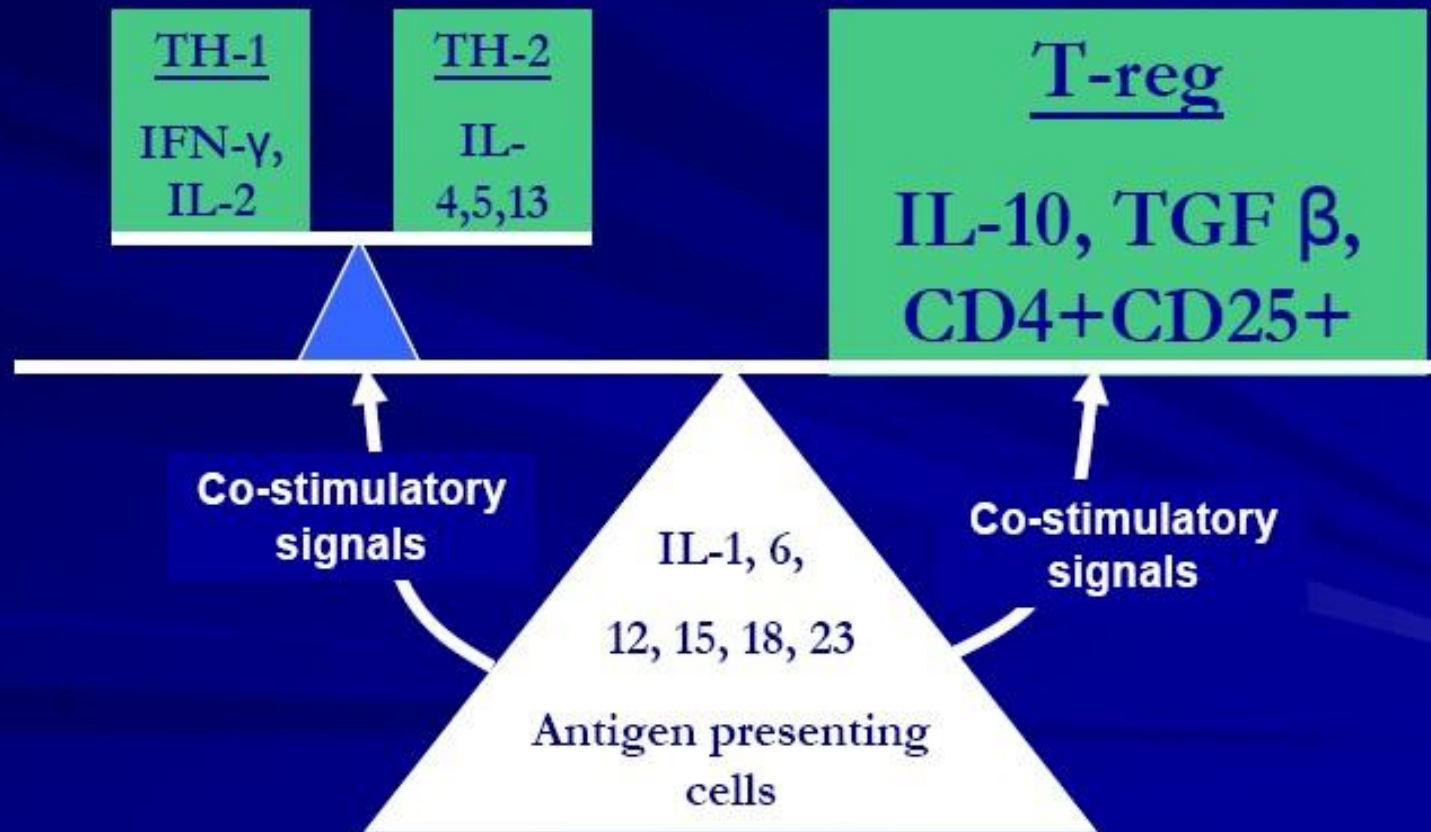 TH-1
IFN-γ,
IL-2
TH-2
IL-
4,5,13
T-reg
IL-10, TGF β,
CD4+CD25+
Co-stimulatory
signals
IL-1, 6,
12, 15, 18, 23
Antigen presenting
cells
Co-stimulatory
signals